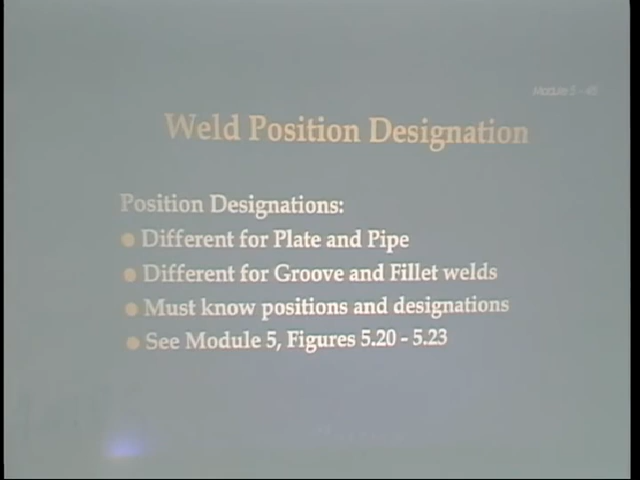 Module 5 - 45
Weld Position Designation
Position Designations:
Different for Plate and Pipe
Different for Groove and Fillet welds
Must know positions and designations
See Module 5, Figures 5.20 - 5.23